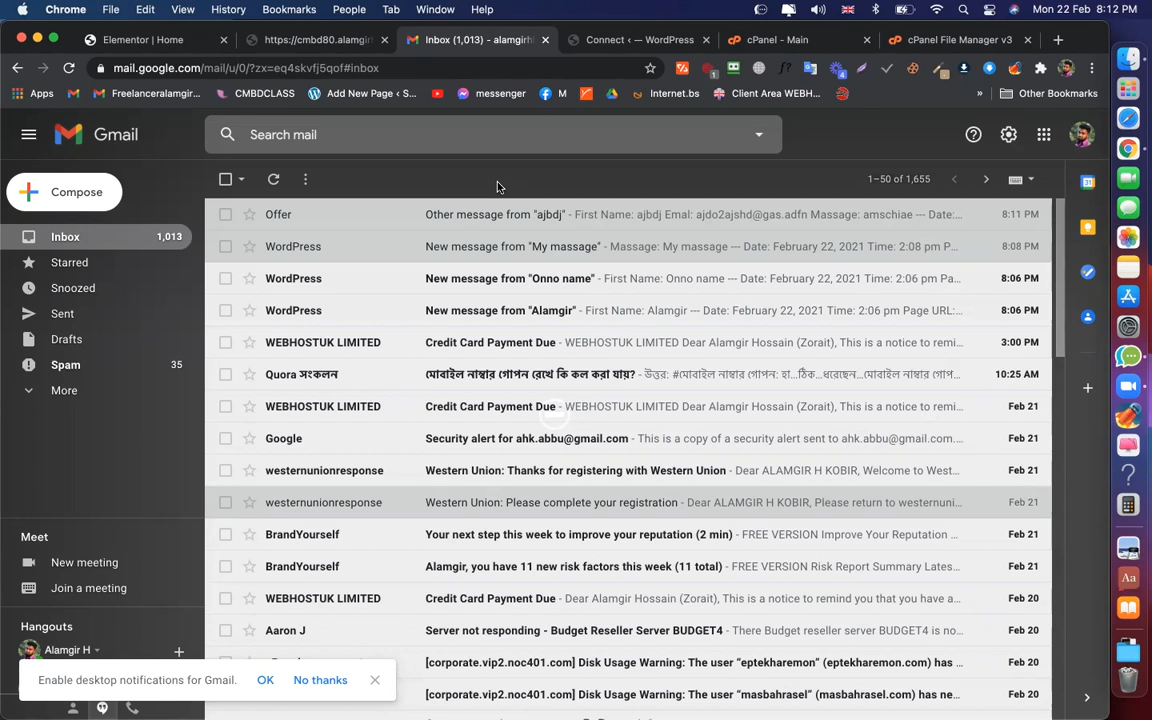 Chrome File Edit View History Bookmarks People Tab Window Help Mon 22 Feb 8:12 PM
Elementor | Home https://cmbd80.alamgir Inbox (1,013) - alamgirh Connect ‹ — WordPress cPanel - Main cPanel File Manager v3
mail.google.com/mail/u/0/?zx=eq4skvfj5qof#inbox
Apps Freelanceralamgir... CMBDCLASS Add New Page ‹ S... messenger M Internet.bs Client Area WEBH... » Other Bookmarks
Gmail Search mail
Compose 1–50 of 1,655
Offer Other message from "ajbdj" - First Name: ajbdj Emal: ajdo2ajshd@gas.adfn Massage: amschiae --- Date:... 8:11 PM
Inbox 1,013
WordPress New message from "My massage" - Massage: My massage --- Date: February 22, 2021 Time: 2:08 pm P... 8:08 PM
Starred
WordPress New message from "Onno name" - First Name: Onno name --- Date: February 22, 2021 Time: 2:06 pm Pa... 8:06 PM
Snoozed
WordPress New message from "Alamgir" - First Name: Alamgir --- Date: February 22, 2021 Time: 2:06 pm Page URL:... 8:06 PM
Sent
Drafts
WEBHOSTUK LIMITED Credit Card Payment Due - WEBHOSTUK LIMITED Dear Alamgir Hossain (Zorait), This is a notice to remi... 3:00 PM
Spam 35
Quora সংকলন মোবাইল নাম্বার গোপন রেখে কি কল করা যায়? - উত্তর: #মোবাইল নাম্বার গোপন: হা...ঠিক...ধরেছেন...মোবাইল নাম্বার গোপ... 10:25 AM
More
WEBHOSTUK LIMITED Credit Card Payment Due - WEBHOSTUK LIMITED Dear Alamgir Hossain (Zorait), This is a notice to remi... Feb 21
Google Security alert for ahk.abbu@gmail.com - This is a copy of a security alert sent to ahk.abbu@gmail.com.... Feb 21
westernunionresponse Western Union: Thanks for registering with Western Union - Dear ALAMGIR H KOBIR, Welcome to West... Feb 21
westernunionresponse Western Union: Please complete your registration - Dear ALAMGIR H KOBIR, Please return to westernuni... Feb 21
BrandYourself Your next step this week to improve your reputation (2 min) - FREE VERSION Improve Your Reputation ... Feb 21
Meet
New meeting
BrandYourself Alamgir, you have 11 new risk factors this week (11 total) - FREE VERSION Risk Report Summary Lates... Feb 21
Join a meeting
WEBHOSTUK LIMITED Credit Card Payment Due - Dear Alamgir Hossain (Zorait), This is a notice to remind you that you have a... Feb 20
Hangouts
Aaron J Server not responding - Budget Reseller Server BUDGET4 - There Budget reseller server BUDGET4 is no... Feb 20
Alamgir H
[corporate.vip2.noc401.com] Disk Usage Warning: The user “eptekharemon” (eptekharemon.com) has ... Feb 20
Enable desktop notifications for Gmail. OK No thanks
[corporate.vip2.noc401.com] Disk Usage Warning: The user “masbahrasel” (masbahrasel.com) has ne... Feb 20